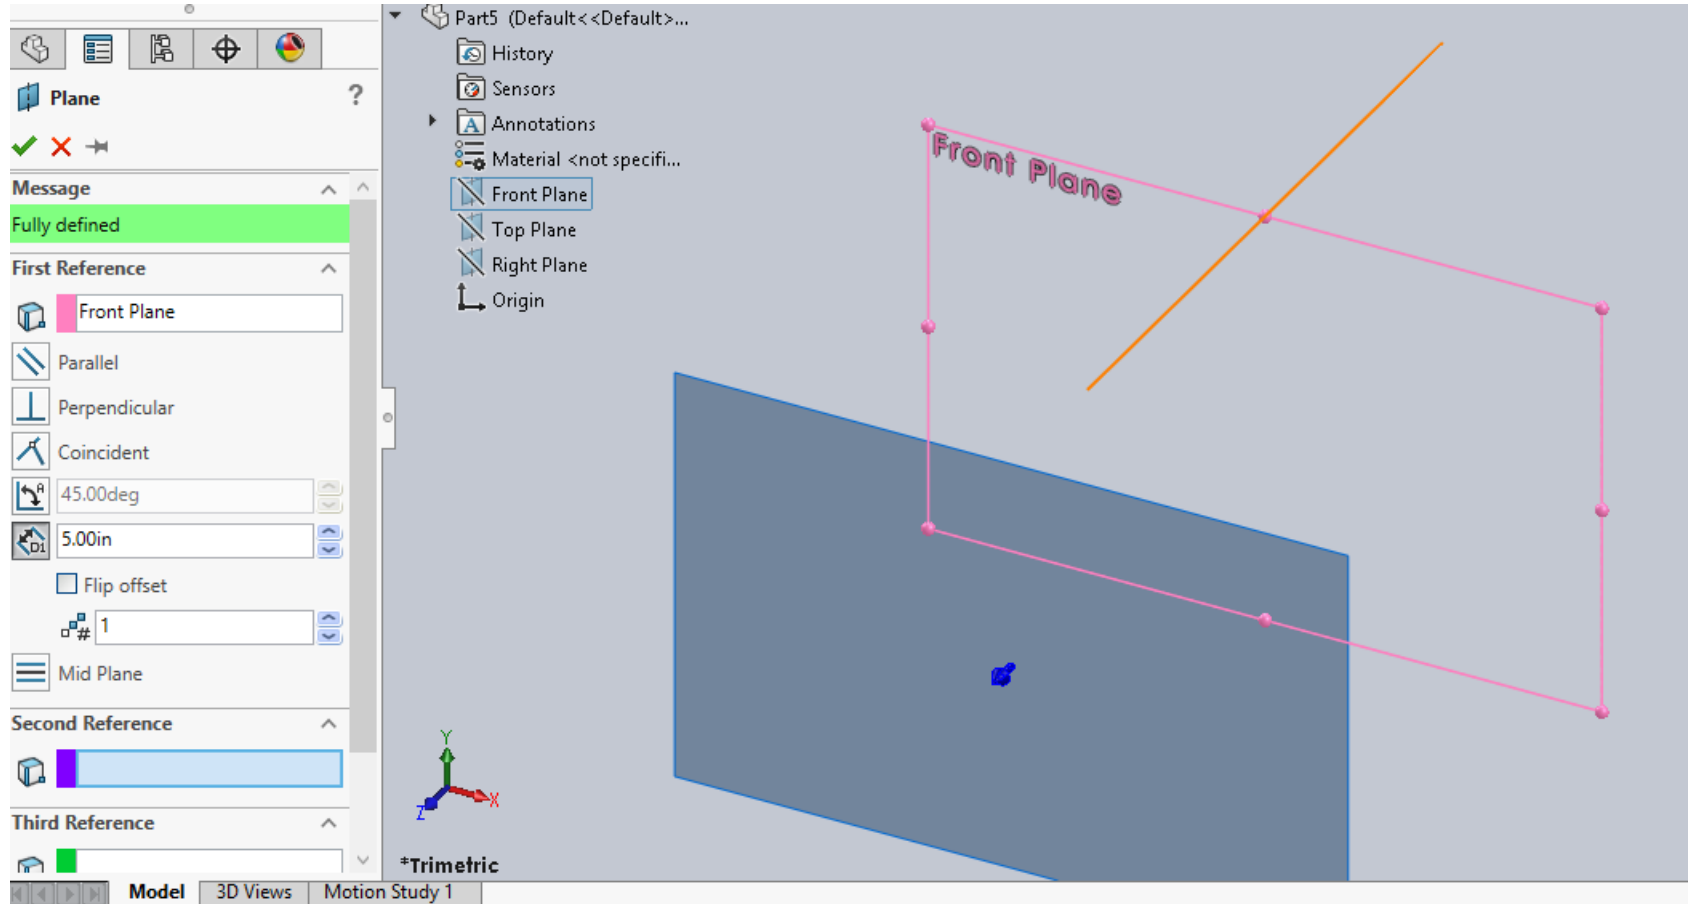 Plane
?
Message
Fully defined
First Reference
Front Plane
Parallel
Perpendicular
Coincident
A
45.00deg
D1
5.00in
Flip offset
#
1
Mid Plane
Second Reference
Third Reference
Part5 (Default<<Default>...
History
Sensors
A
Annotations
Material <not specifi...
Front Plane
Top Plane
Right Plane
Origin
Front Plane
Y
X
Z
*Trimetric
Model
3D Views
Motion Study 1